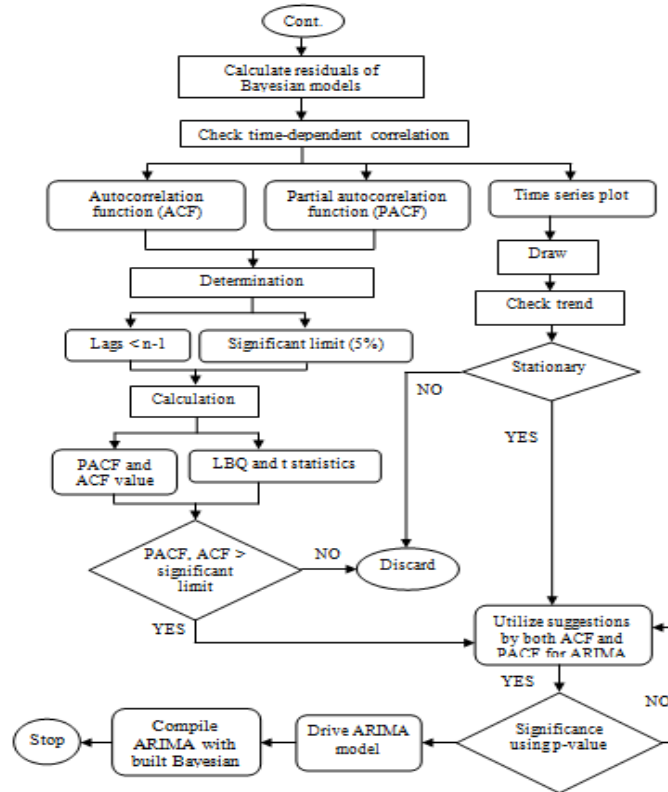 Cont.
Calculate residuals of
Bayesian models
Check time-dependent correlation
Autocorrelation
function (ACF)
Partial autocorrelation
function (PACF)
Time series plot
Draw
Determination
Check trend
Lags < n-1
Significant limit (5%)
Stationary
NO
Calculation
YES
PACF and
ACF value
LBQ and t statistics
PACF, ACF >
significant
limit
NO
Discard
YES
Utilize suggestions
by both ACF and
PACF for ARIMA
YES
NO
Stop
Compile
ARIMA with
built Bayesian
Drive ARIMA
model
Significance
using p-value